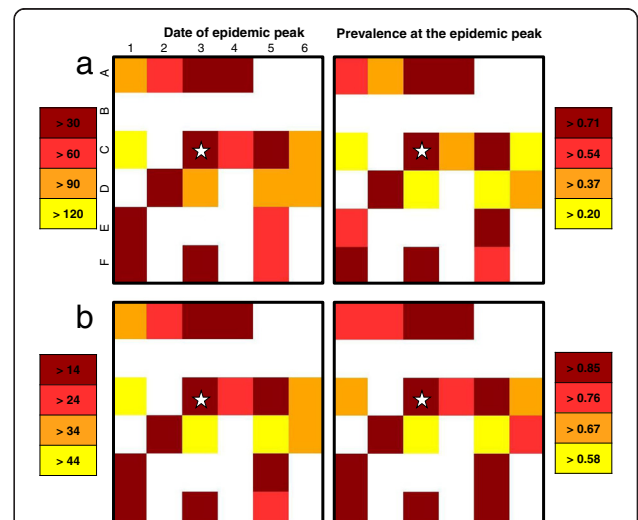 Date of epidemic peak Prevalence at the epidemic peak
1 2 3 4 5 6
a
A
B
C
D
E
F
> 30
> 60
> 90
> 120
> 0.71
> 0.54
> 0.37
> 0.20
b
> 14
> 24
> 34
> 44
> 0.85
> 0.76
> 0.67
> 0.58